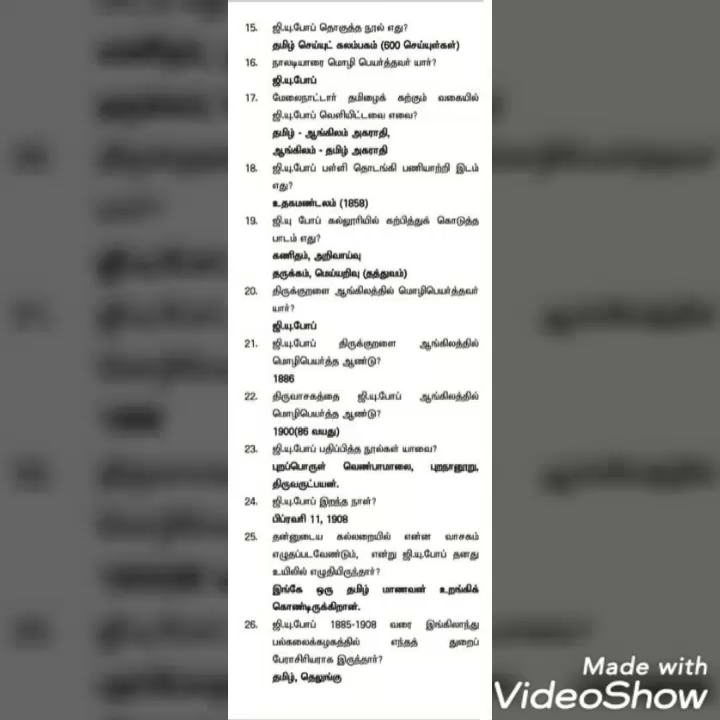 15. ஜி.யு.போப் தொகுத்த நூல் எது?
தமிழ் செய்யுட் கலம்பகம் (600 செய்யுள்கள்)
16. நாலடியாரை மொழி பெயர்த்தவர் யார்?
ஜி.யு.போப்
17. மேலைநாட்டார் தமிழைக் கற்கும் வகையில்
ஜி.யு.போப் வெளியிட்டவை எவை?
தமிழ் - ஆங்கிலம் அகராதி,
ஆங்கிலம் - தமிழ் அகராதி
18. ஜி.யு.போப் பள்ளி தொடங்கி பணியாற்றி இடம்
எது?
உதகமண்டலம் (1858)
19. ஜி.யு போப் கல்லூரியில் கற்பித்துக் கொடுத்த
பாடம் எது?
கணிதம், அறிவாய்வு
தருக்கம், மெய்யறிவு (தத்துவம்)
20. திருக்குறளை ஆங்கிலத்தில் மொழிபெயர்த்தவர்
யார்?
ஜி.யு.போப்
21. ஜி.யு.போப் திருக்குறளை ஆங்கிலத்தில்
மொழிபெயர்த்த ஆண்டு?
1886
22. திருவாசகத்தை ஜி.யு.போப் ஆங்கிலத்தில்
மொழிபெயர்த்த ஆண்டு?
1900(86 வயது)
23. ஜி.யு.போப் பதிப்பித்த நூல்கள் யாவை?
புறப்பொருள் வெண்பாமாலை, புறநானூறு,
திருவருட்பயன்.
24. ஜி.யு.போப் இறந்த நாள்?
பிப்ரவரி 11, 1908
25. தன்னுடைய கல்லறையில் என்ன வாசகம்
எழுதப்படவேண்டும், என்று ஜி.யு.போப் தனது
உயிலில் எழுதியிருந்தார்?
இங்கே ஒரு தமிழ் மாணவன் உறங்கிக்
கொண்டிருக்கிறான்.
26. ஜி.யு.போப் 1885-1908 வரை இங்கிலாந்து
பல்கலைக்கழகத்தில் எந்தத் துறைப்
பேராசிரியராக இருந்தார்?
தமிழ், தெலுங்கு
Made with
VideoShow